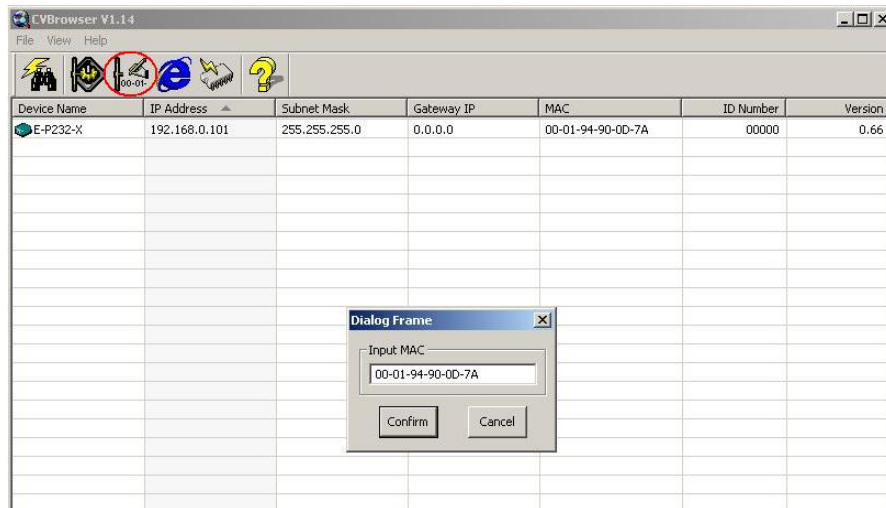 CVBrowser V1.14
File View Help
00-01-
Device Name IP Address Subnet Mask Gateway IP MAC ID Number Version
E-P232-X 192.168.0.101 255.255.255.0 0.0.0.0 00-01-94-90-0D-7A 00000 0.66
Dialog Frame
Input MAC
00-01-94-90-0D-7A
Confirm Cancel